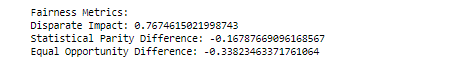 Fairness Metrics:
Disparate Impact: 0.7674615021998743
Statistical Parity Difference: -0.16787669096168567
Equal Opportunity Difference: -0.33823463371761064